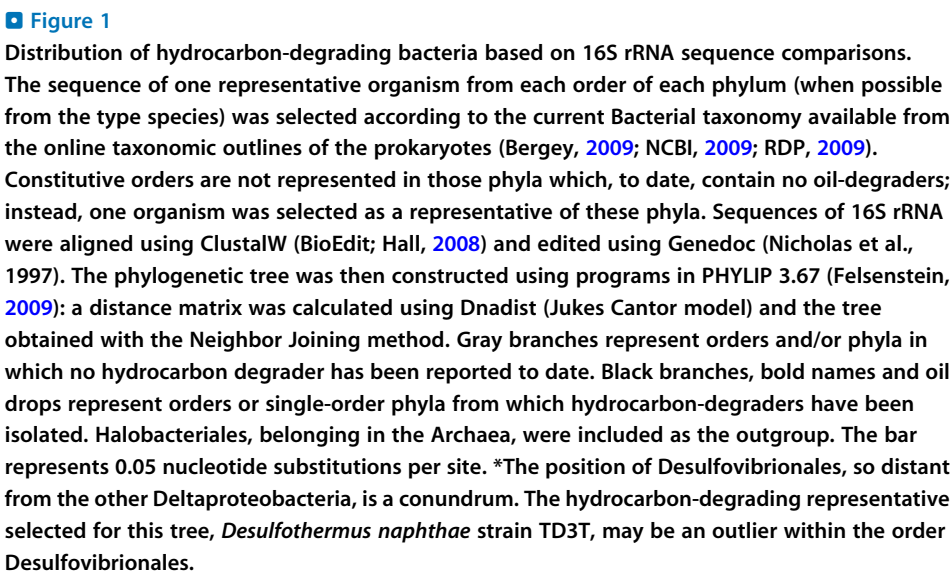 Figure 1
Distribution of hydrocarbon-degrading bacteria based on 16S rRNA sequence comparisons.
The sequence of one representative organism from each order of each phylum (when possible
from the type species) was selected according to the current Bacterial taxonomy available from
the online taxonomic outlines of the prokaryotes (Bergey, 2009; NCBI, 2009; RDP, 2009).
Constitutive orders are not represented in those phyla which, to date, contain no oil-degraders;
instead, one organism was selected as a representative of these phyla. Sequences of 16S rRNA
were aligned using ClustalW (BioEdit; Hall, 2008) and edited using Genedoc (Nicholas et al.,
1997). The phylogenetic tree was then constructed using programs in PHYLIP 3.67 (Felsenstein,
2009): a distance matrix was calculated using Dnadist (Jukes Cantor model) and the tree
obtained with the Neighbor Joining method. Gray branches represent orders and/or phyla in
which no hydrocarbon degrader has been reported to date. Black branches, bold names and oil
drops represent orders or single-order phyla from which hydrocarbon-degraders have been
isolated. Halobacteriales, belonging in the Archaea, were included as the outgroup. The bar
represents 0.05 nucleotide substitutions per site. *The position of Desulfovibrionales, so distant
from the other Deltaproteobacteria, is a conundrum. The hydrocarbon-degrading representative
selected for this tree, Desulfothermus naphthae strain TD3T, may be an outlier within the order
Desulfovibrionales.